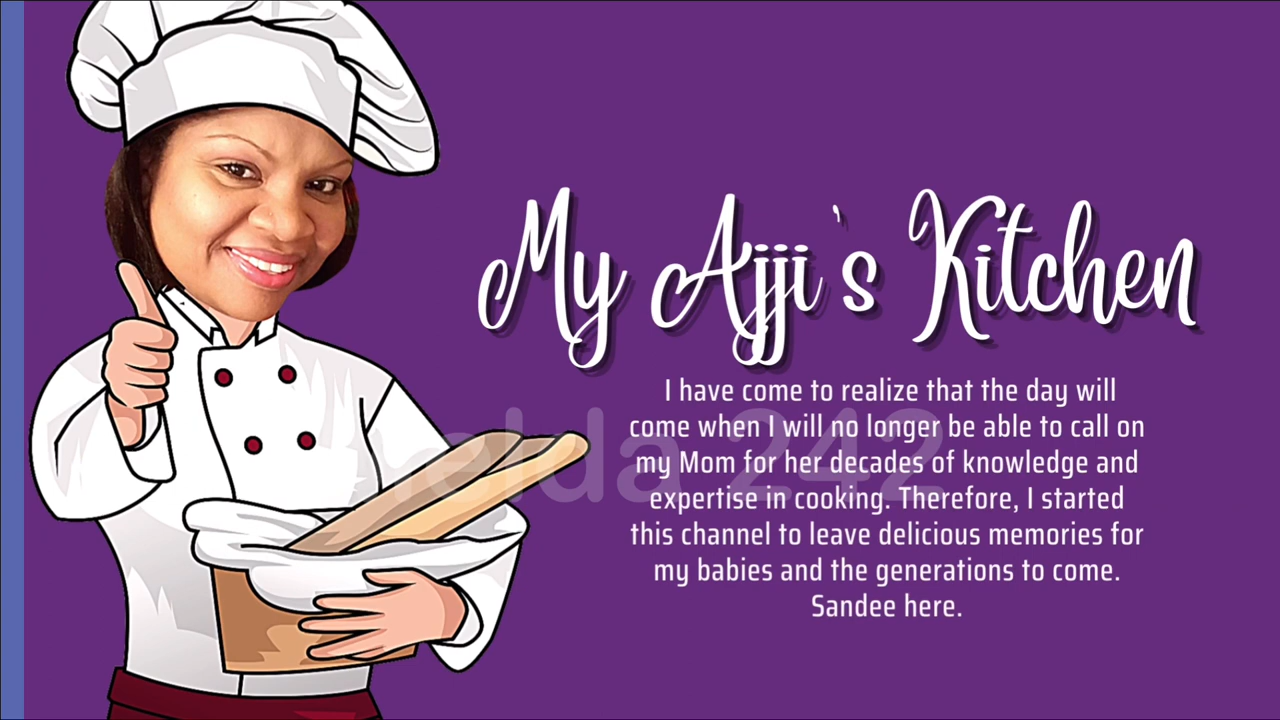 My Ajji's Kitchen
I have come to realize that the day will
come when I will no longer be able to call on
my Mom for her decades of knowledge and
expertise in cooking. Therefore, I started
this channel to leave delicious memories for
my babies and the generations to come.
Sandee here.
242